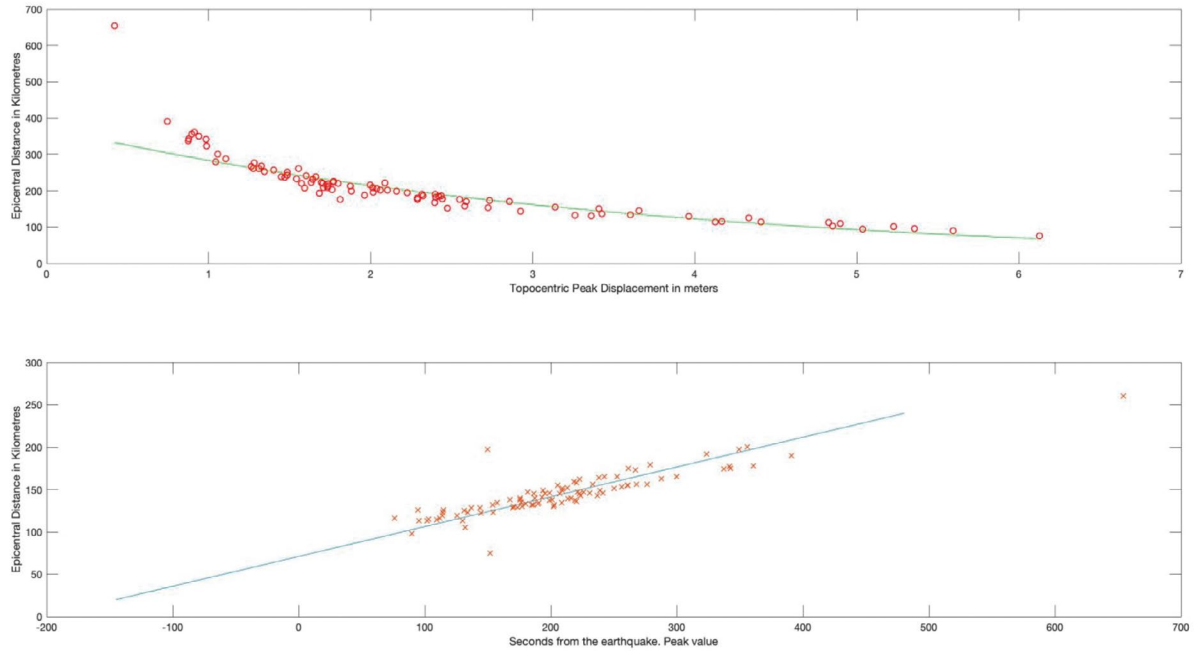 Epicentral Distance in Kilometres
700
600
500
400
300
200
100
0
0 1 2 3 4 5 6 7
Topocentric Peak Displacement in meters
Epicentral Distance in Kilometres
300
250
200
150
100
50
0
-200 -100 0 100 200 300 400 500 600 700
Seconds from the earthquake. Peak value